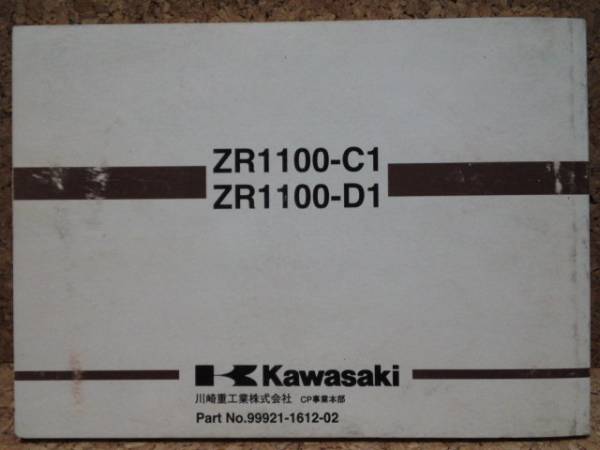 ZR1100-C1
ZR1100-D1
Kawasaki
川崎重工業株式会社 CP事業本部
Part No.99921-1612-02